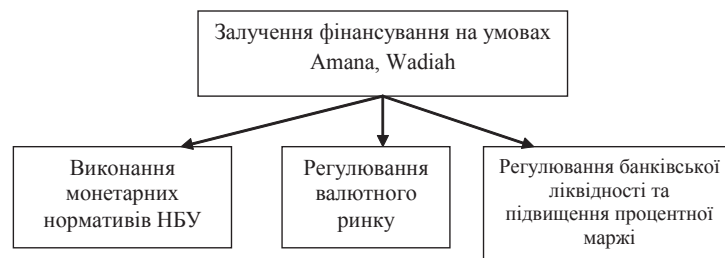 Залучення фінансування на умовах
Amana, Wadiah
Виконання
монетарних
нормативів НБУ
Регулювання
валютного
ринку
Регулювання банківської
ліквідності та
підвищення процентної
маржі